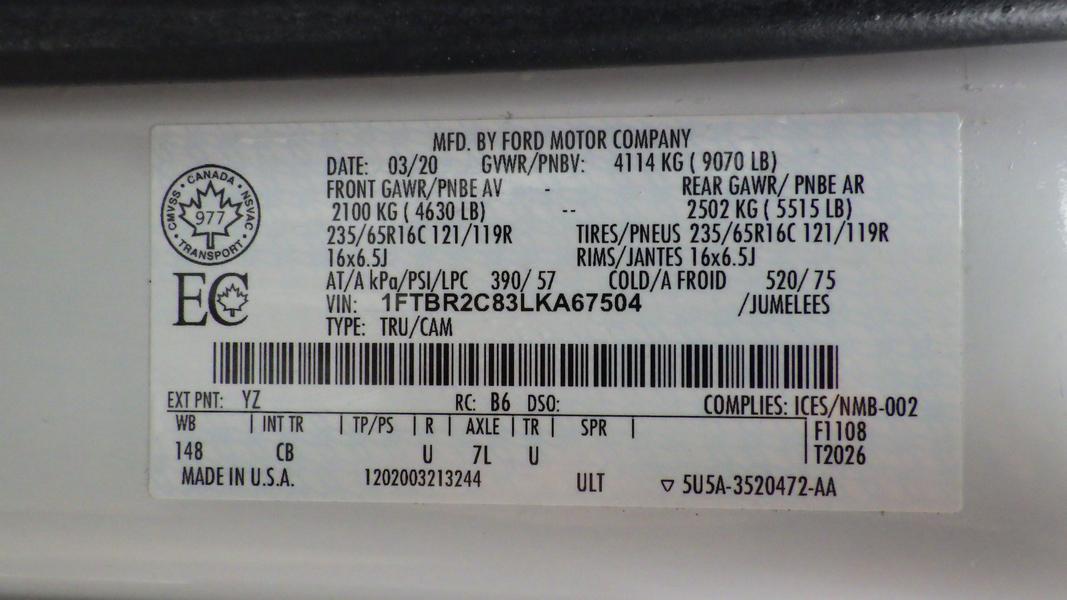 MFD. BY FORD MOTOR COMPANY
DATE: 03/20 GVWR/PNBV: 4114 KG ( 9070 LB)
FRONT GAWR/PNBE AV - REAR GAWR/ PNBE AR
2100 KG ( 4630 LB) -- 2502 KG ( 5515 LB)
235/65R16C 121/119R TIRES/PNEUS 235/65R16C 121/119R
16x6.5J RIMS/JANTES 16x6.5J
AT/A kPa/PSI/LPC 390/ 57 COLD/A FROID 520/ 75
VIN: 1FTBR2C83LKA67504 /JUMELEES
TYPE: TRU/CAM
CANADA
CMVSS NSVAC
977
TRANSPORT
EC
EXT PNT: YZ RC: B6 DSO: COMPLIES: ICES/NMB-002
WB | INT TR | TP/PS | R | AXLE | TR | SPR | F1108
148 CB U 7L U T2026
MADE IN U.S.A. 1202003213244 ULT ▽ 5U5A-3520472-AA